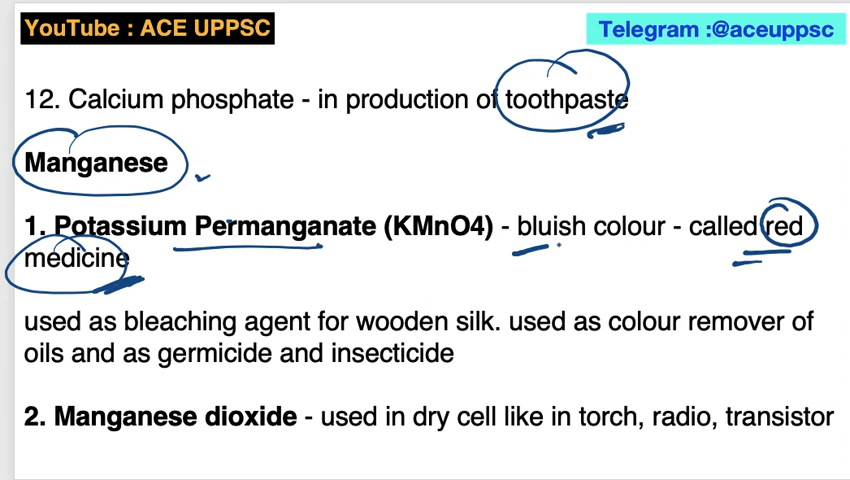 YouTube : ACE UPPSC
Telegram :@aceuppsc
12. Calcium phosphate - in production of toothpaste
Manganese
1. Potassium Permanganate (KMnO4) - bluish colour - called red
medicine
used as bleaching agent for wooden silk. used as colour remover of
oils and as germicide and insecticide
2. Manganese dioxide - used in dry cell like in torch, radio, transistor